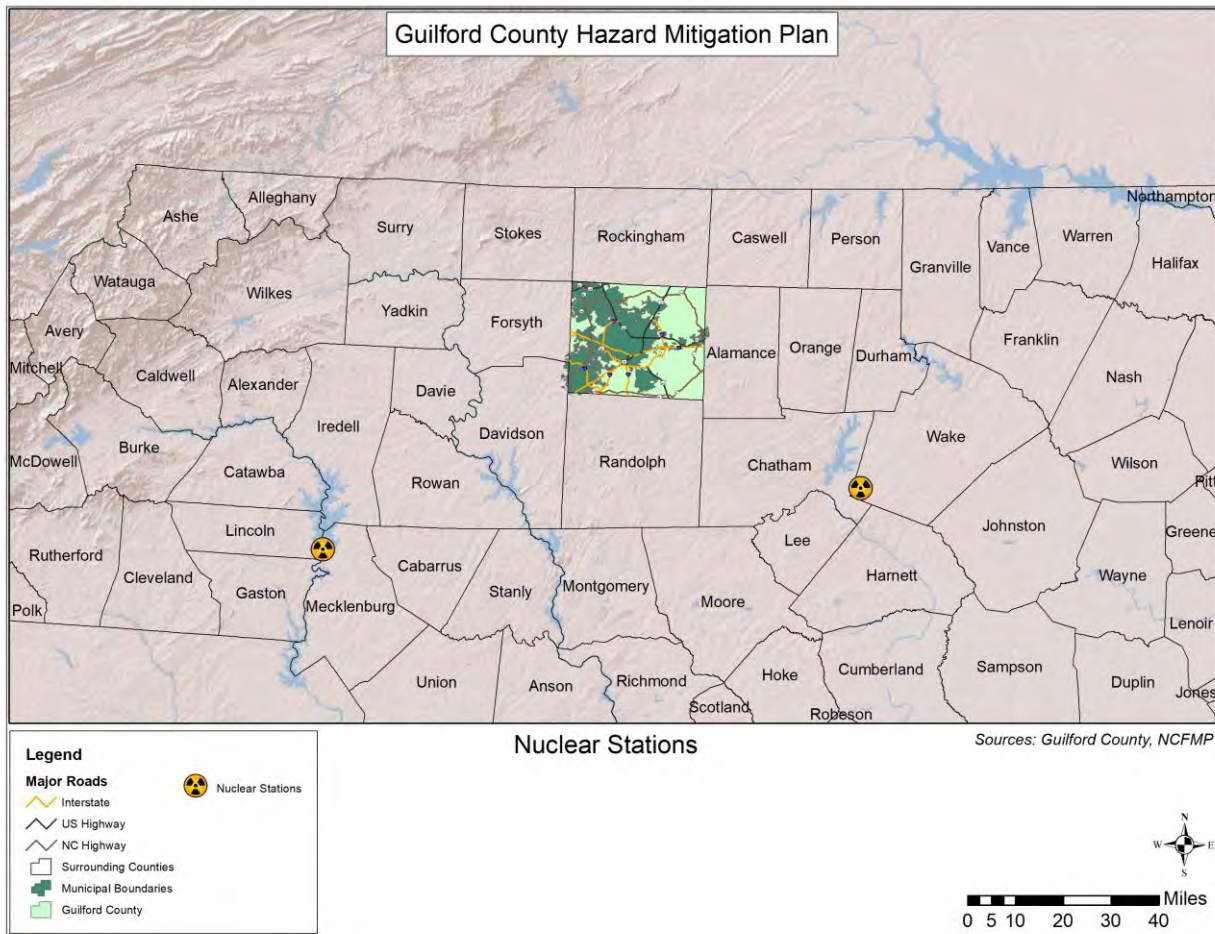 Guilford County Hazard Mitigation Plan
Northampton
Alleghany
Ashe
Surry
Stokes
Rockingham
Caswell
Person
Vance
Warren
Granville
Halifax
Watauga
Wilkes
Yadkin
Forsyth
Avery
Alamance
Orange
Durham
Franklin
Mitchell
Caldwell
Alexander
Davie
Nash
Iredell
Davidson
Burke
Wake
McDowell
Catawba
Rowan
Randolph
Chatham
Wilson
Pitt
Lincoln
Johnston
Greene
Rutherford
Cleveland
Gaston
Cabarrus
Lee
Harnett
Wayne
Polk
Mecklenburg
Stanly
Montgomery
Moore
Lenoir
Union
Anson
Richmond
Hoke
Cumberland
Sampson
Duplin
Jones
Scotland
Robeson
Nuclear Stations
Sources: Guilford County, NCFMP
Legend
Major Roads
Interstate
US Highway
NC Highway
Surrounding Counties
Municipal Boundaries
Guilford County
Nuclear Stations
N
W E
S
Miles
0 5 10 20 30 40